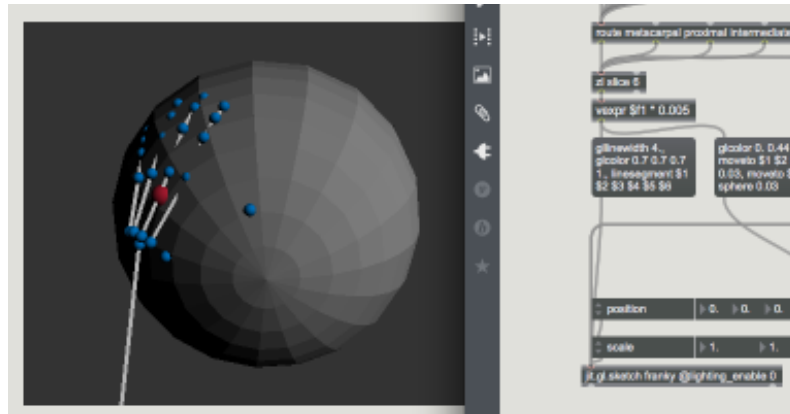 route metacarpal proximal intermediate
zl slice 6
vexpr $f1 * 0.005
gllinewidth 4.,
glcolor 0.7 0.7 0.7
1., linesegment $1
$2 $3 $4 $5 $6
glcolor 0. 0.44
moveto $1 $2
0.03, moveto $
sphere 0.03
position 0. 0. 0.
scale 1. 1.
jit.gl.sketch franky @lighting_enable 0